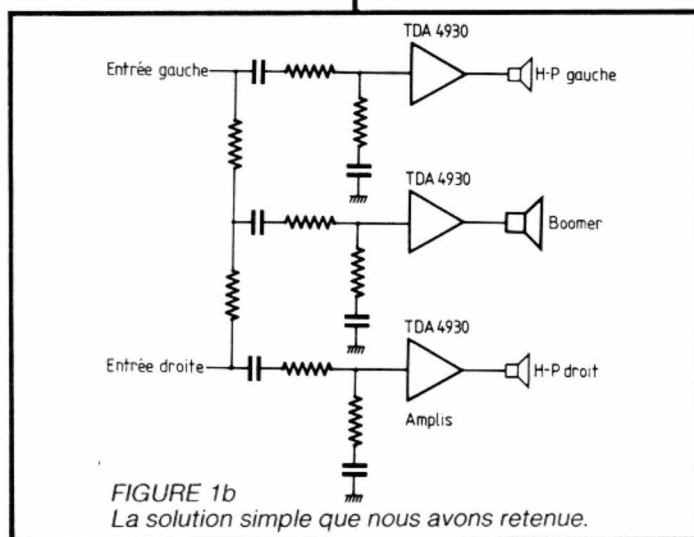 TDA 4930
Entrée gauche
H-P gauche
TDA 4930
Boomer
TDA 4930
Entrée droite
H-P droit
Amplis
FIGURE 1b
La solution simple que nous avons retenue.